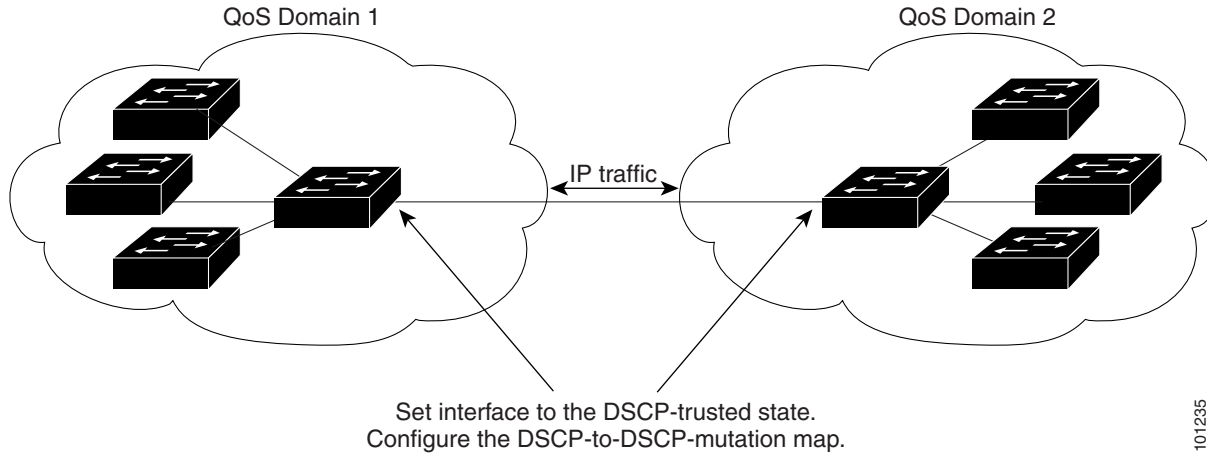 QoS Domain 1
QoS Domain 2
IP traffic
Set interface to the DSCP-trusted state.
Configure the DSCP-to-DSCP-mutation map.
101235